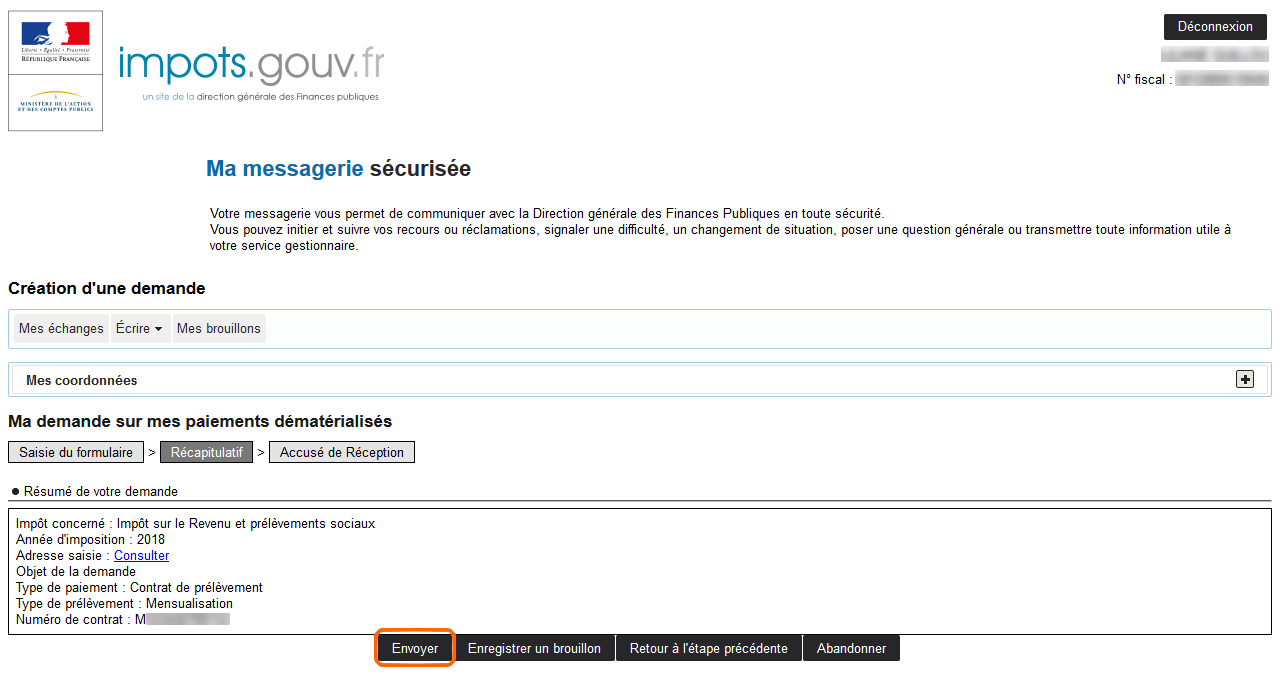 Liberté • Égalité • Fraternité
RÉPUBLIQUE FRANÇAISE
MINISTÈRE DE L'ACTION
ET DES COMPTES PUBLICS
impots.gouv.fr
un site de la direction générale des Finances publiques
Déconnexion
N° fiscal :
Ma messagerie sécurisée
Votre messagerie vous permet de communiquer avec la Direction générale des Finances Publiques en toute sécurité.
Vous pouvez initier et suivre vos recours ou réclamations, signaler une difficulté, un changement de situation, poser une question générale ou transmettre toute information utile à
votre service gestionnaire.
Création d'une demande
Mes échanges Écrire Mes brouillons
Mes coordonnées
Ma demande sur mes paiements dématérialisés
Saisie du formulaire > Récapitulatif > Accusé de Réception
Résumé de votre demande
Impôt concerné : Impôt sur le Revenu et prélèvements sociaux
Année d'imposition : 2018
Adresse saisie : Consulter
Objet de la demande
Type de paiement : Contrat de prélèvement
Type de prélèvement : Mensualisation
Numéro de contrat : M
Envoyer Enregistrer un brouillon Retour à l'étape précédente Abandonner